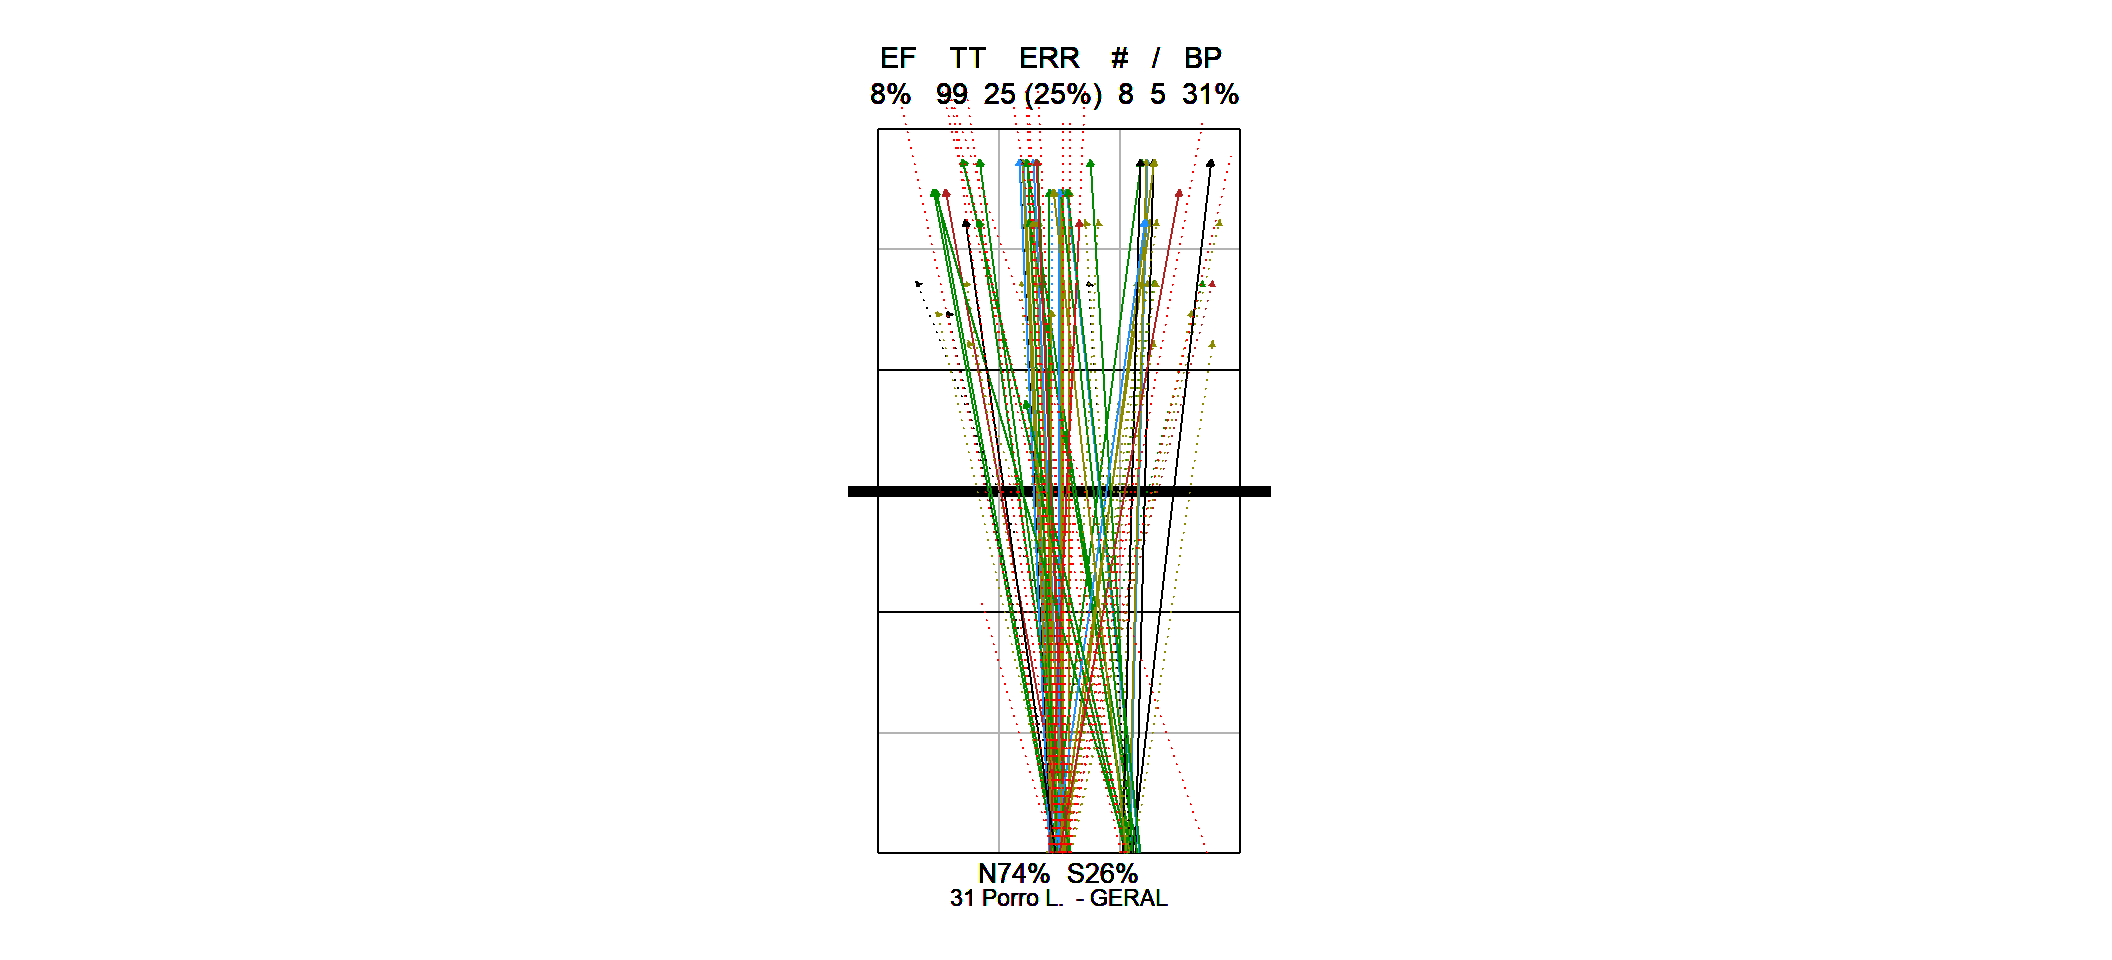 EF TT ERR # / BP
8% 99 25 (25%) 8 5 31%
N74% S26%
31 Porro L. - GERAL